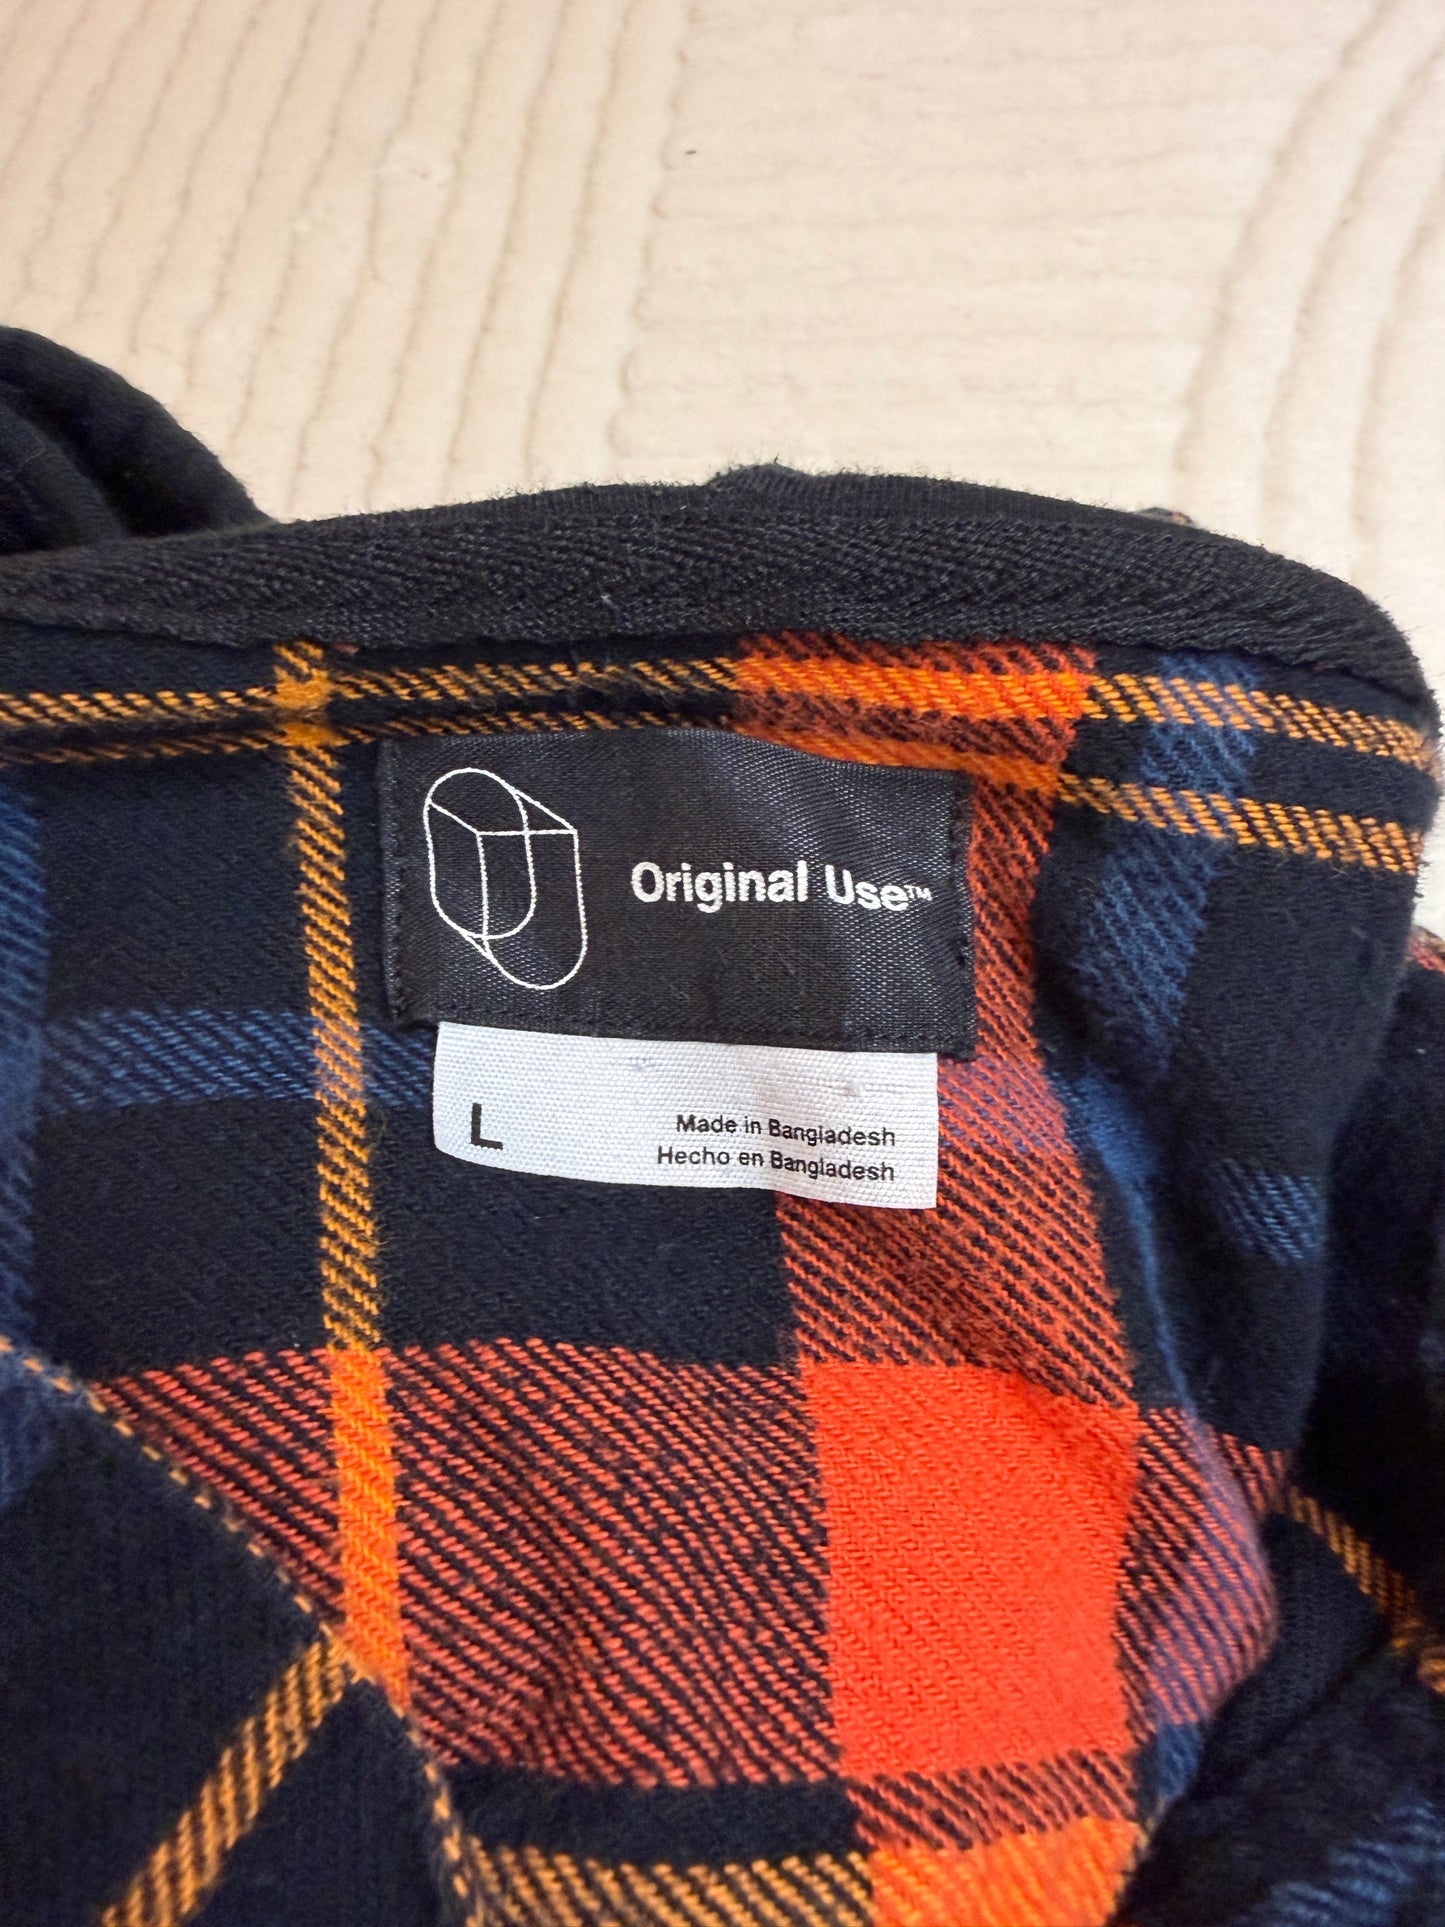 Original Use™
L
Made in Bangladesh
Hecho en Bangladesh